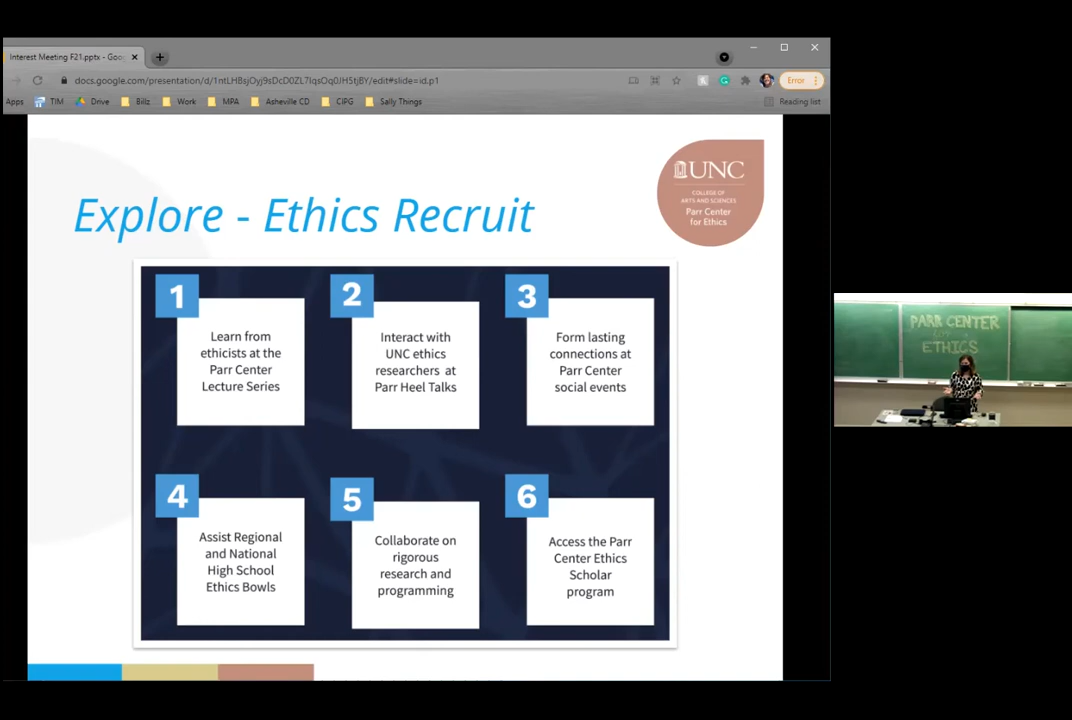 Interest Meeting F21.pptx - Goo
docs.google.com/presentation/d/1ntLHBsjOyj9sDcD0ZL7IqsOq0JH5tjBY/edit#slide=id.p1
Error
Apps
TIM
Drive
Billz
Work
MPA
Asheville CD
CIPG
Sally Things
Reading list
UNC
COLLEGE OF
ARTS AND SCIENCES
Parr Center
for Ethics
Explore - Ethics Recruit
1
Learn from
ethicists at the
Parr Center
Lecture Series
2
Interact with
UNC ethics
researchers at
Parr Heel Talks
3
Form lasting
connections at
Parr Center
social events
4
Assist Regional
and National
High School
Ethics Bowls
5
Collaborate on
rigorous
research and
programming
6
Access the Parr
Center Ethics
Scholar
program
PARR CENTER
ETHICS